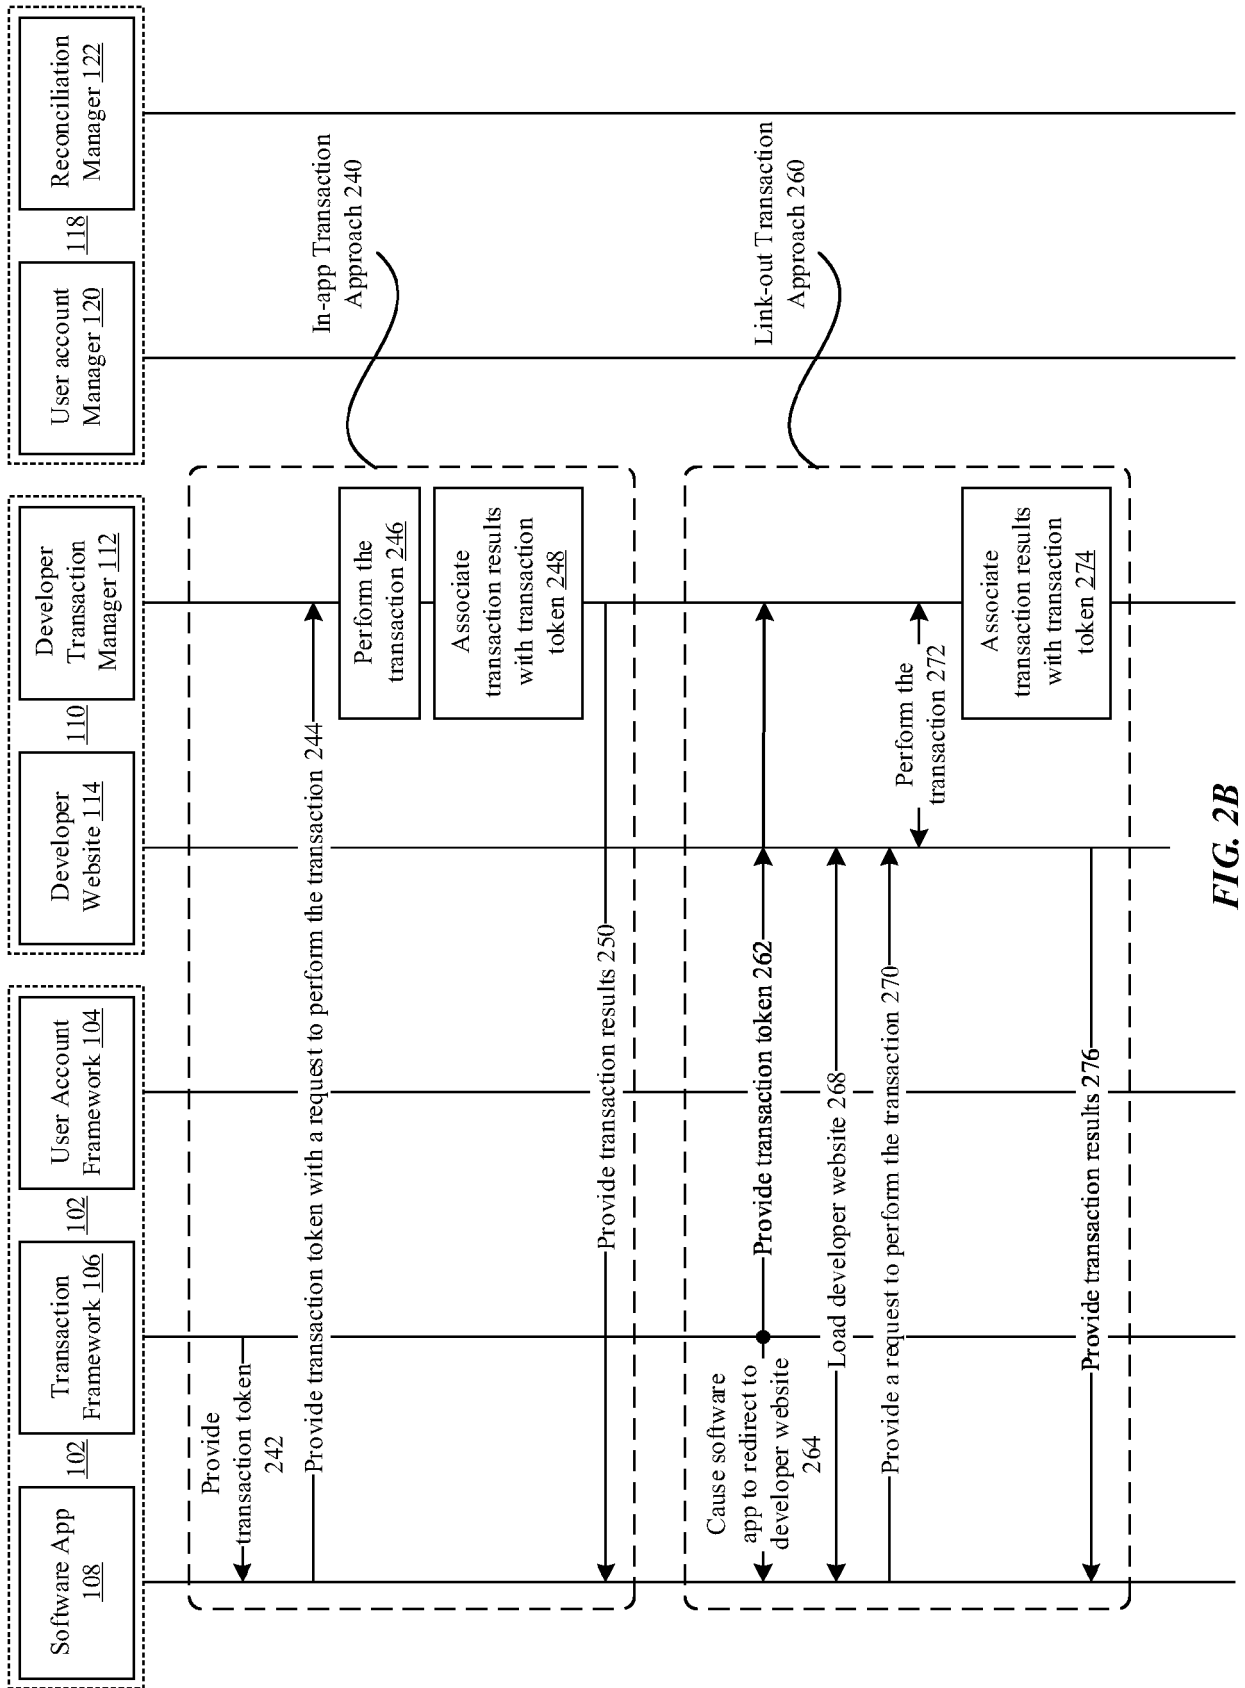 Software App
108
102
Transaction
Framework 106
102
User Account
Framework 104
Developer
Website 114
110
Developer
Transaction
Manager 112
User account
Manager 120
118
Reconciliation
Manager 122
In-app Transaction
Approach 240
Provide
transaction token
242
Provide transaction token with a request to perform the transaction 244
Perform the
transaction 246
Associate
transaction results
with transaction
token 248
Provide transaction results 250
Link-out Transaction
Approach 260
Cause software
app to redirect to
developer website
264
Provide transaction token 262
Load developer website 268
Provide a request to perform the transaction 270
Perform the
transaction 272
Associate
transaction results
with transaction
token 274
Provide transaction results 276
FIG. 2B